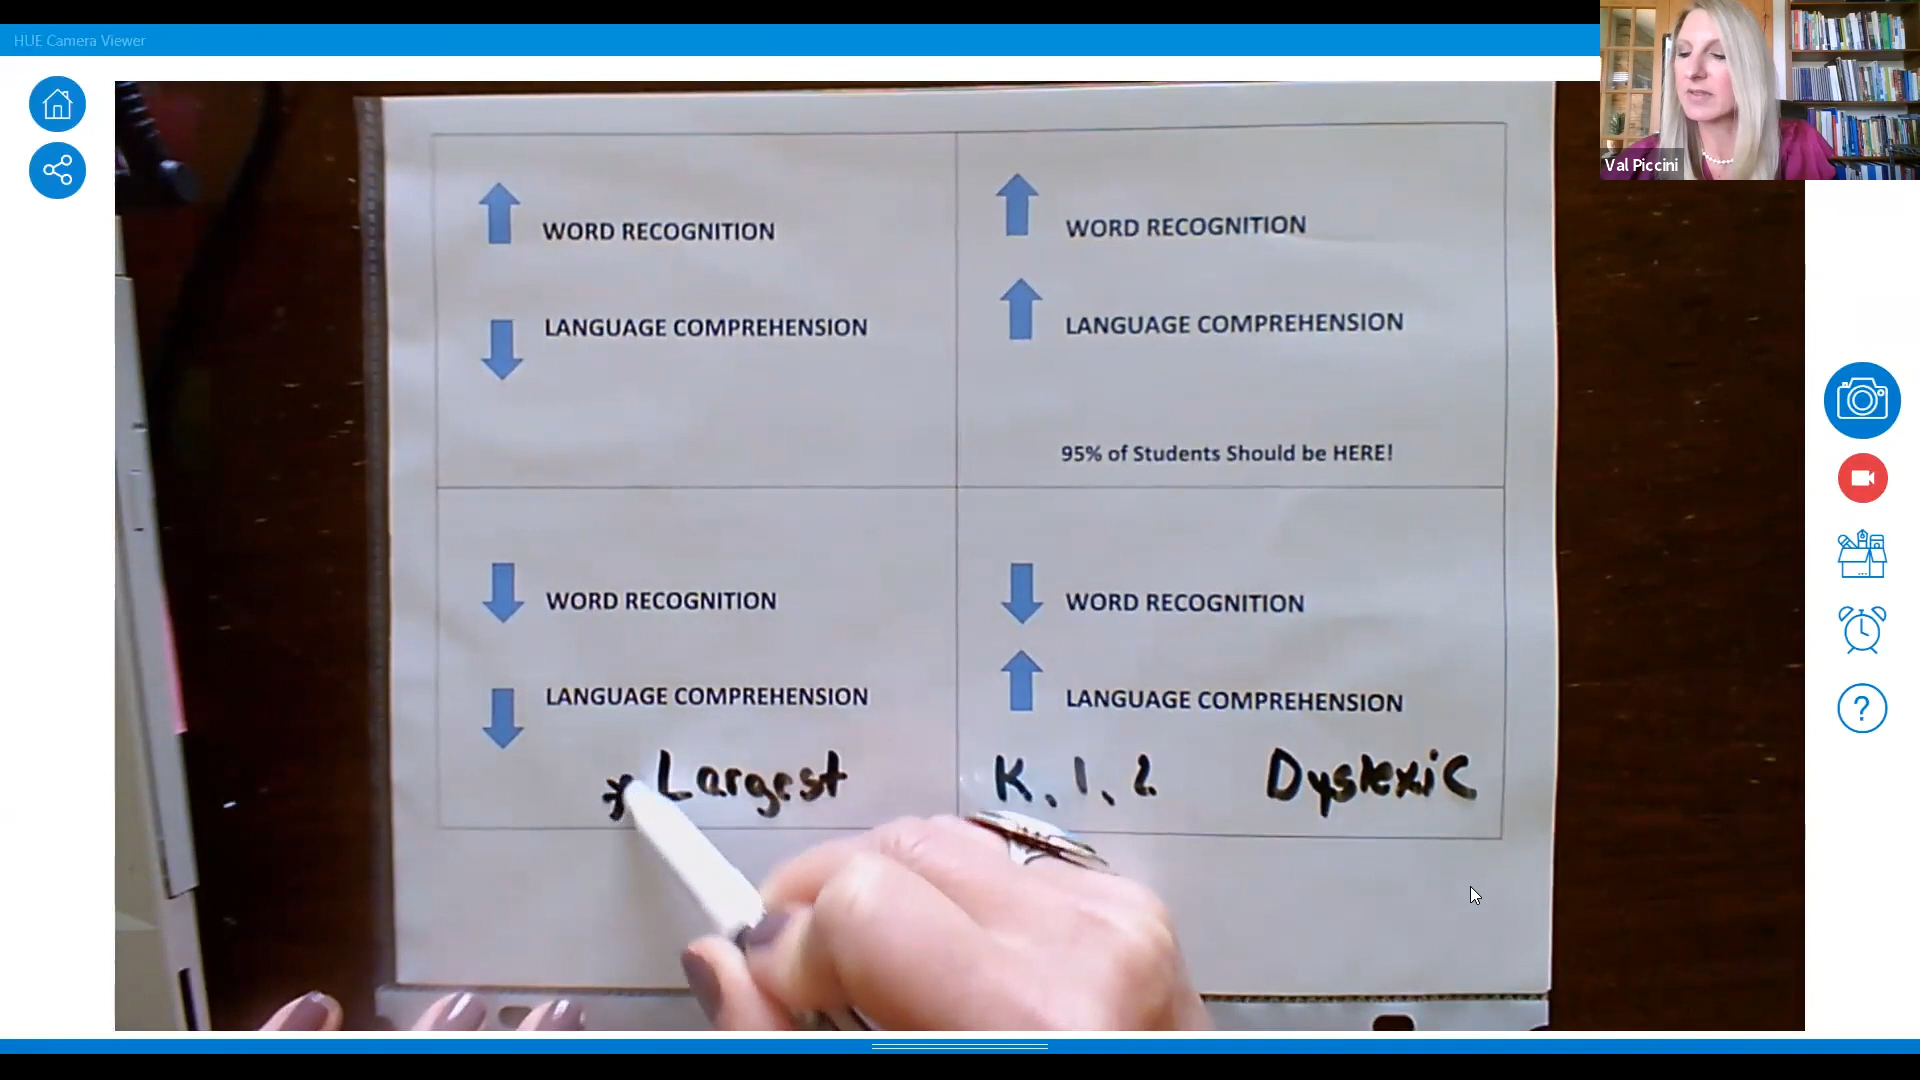 HUE Camera Viewer
Val Piccini
WORD RECOGNITION
LANGUAGE COMPREHENSION
WORD RECOGNITION
LANGUAGE COMPREHENSION
95% of Students Should be HERE!
WORD RECOGNITION
LANGUAGE COMPREHENSION
* Largest
WORD RECOGNITION
LANGUAGE COMPREHENSION
K, 1, 2 Dyslexic
?